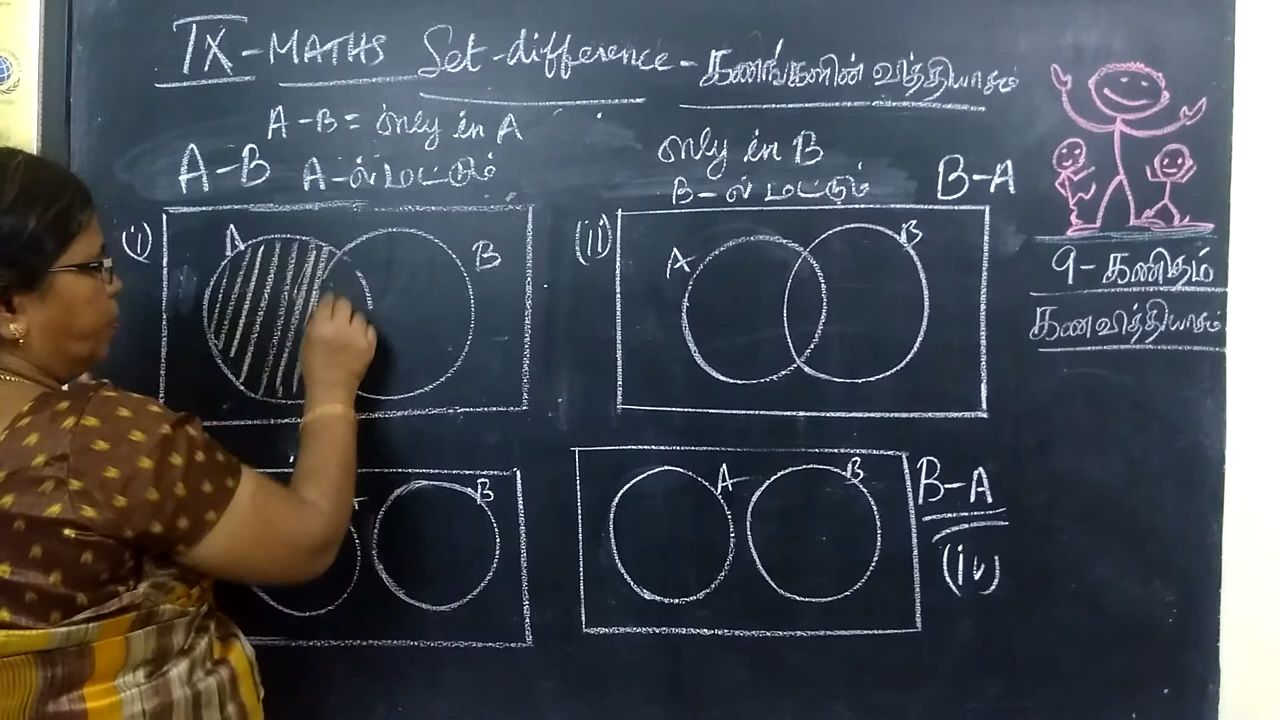 IX - MATHS Set-difference - கணங்களின் வித்தியாசம்
A-B = only in A
A-B A-ல் மட்டும்
only in B
B-ல் மட்டும் B-A
(i) A B
(ii) A B
9-கணிதம்
கணவித்தியாசம்
B
A B B-A
(iv)